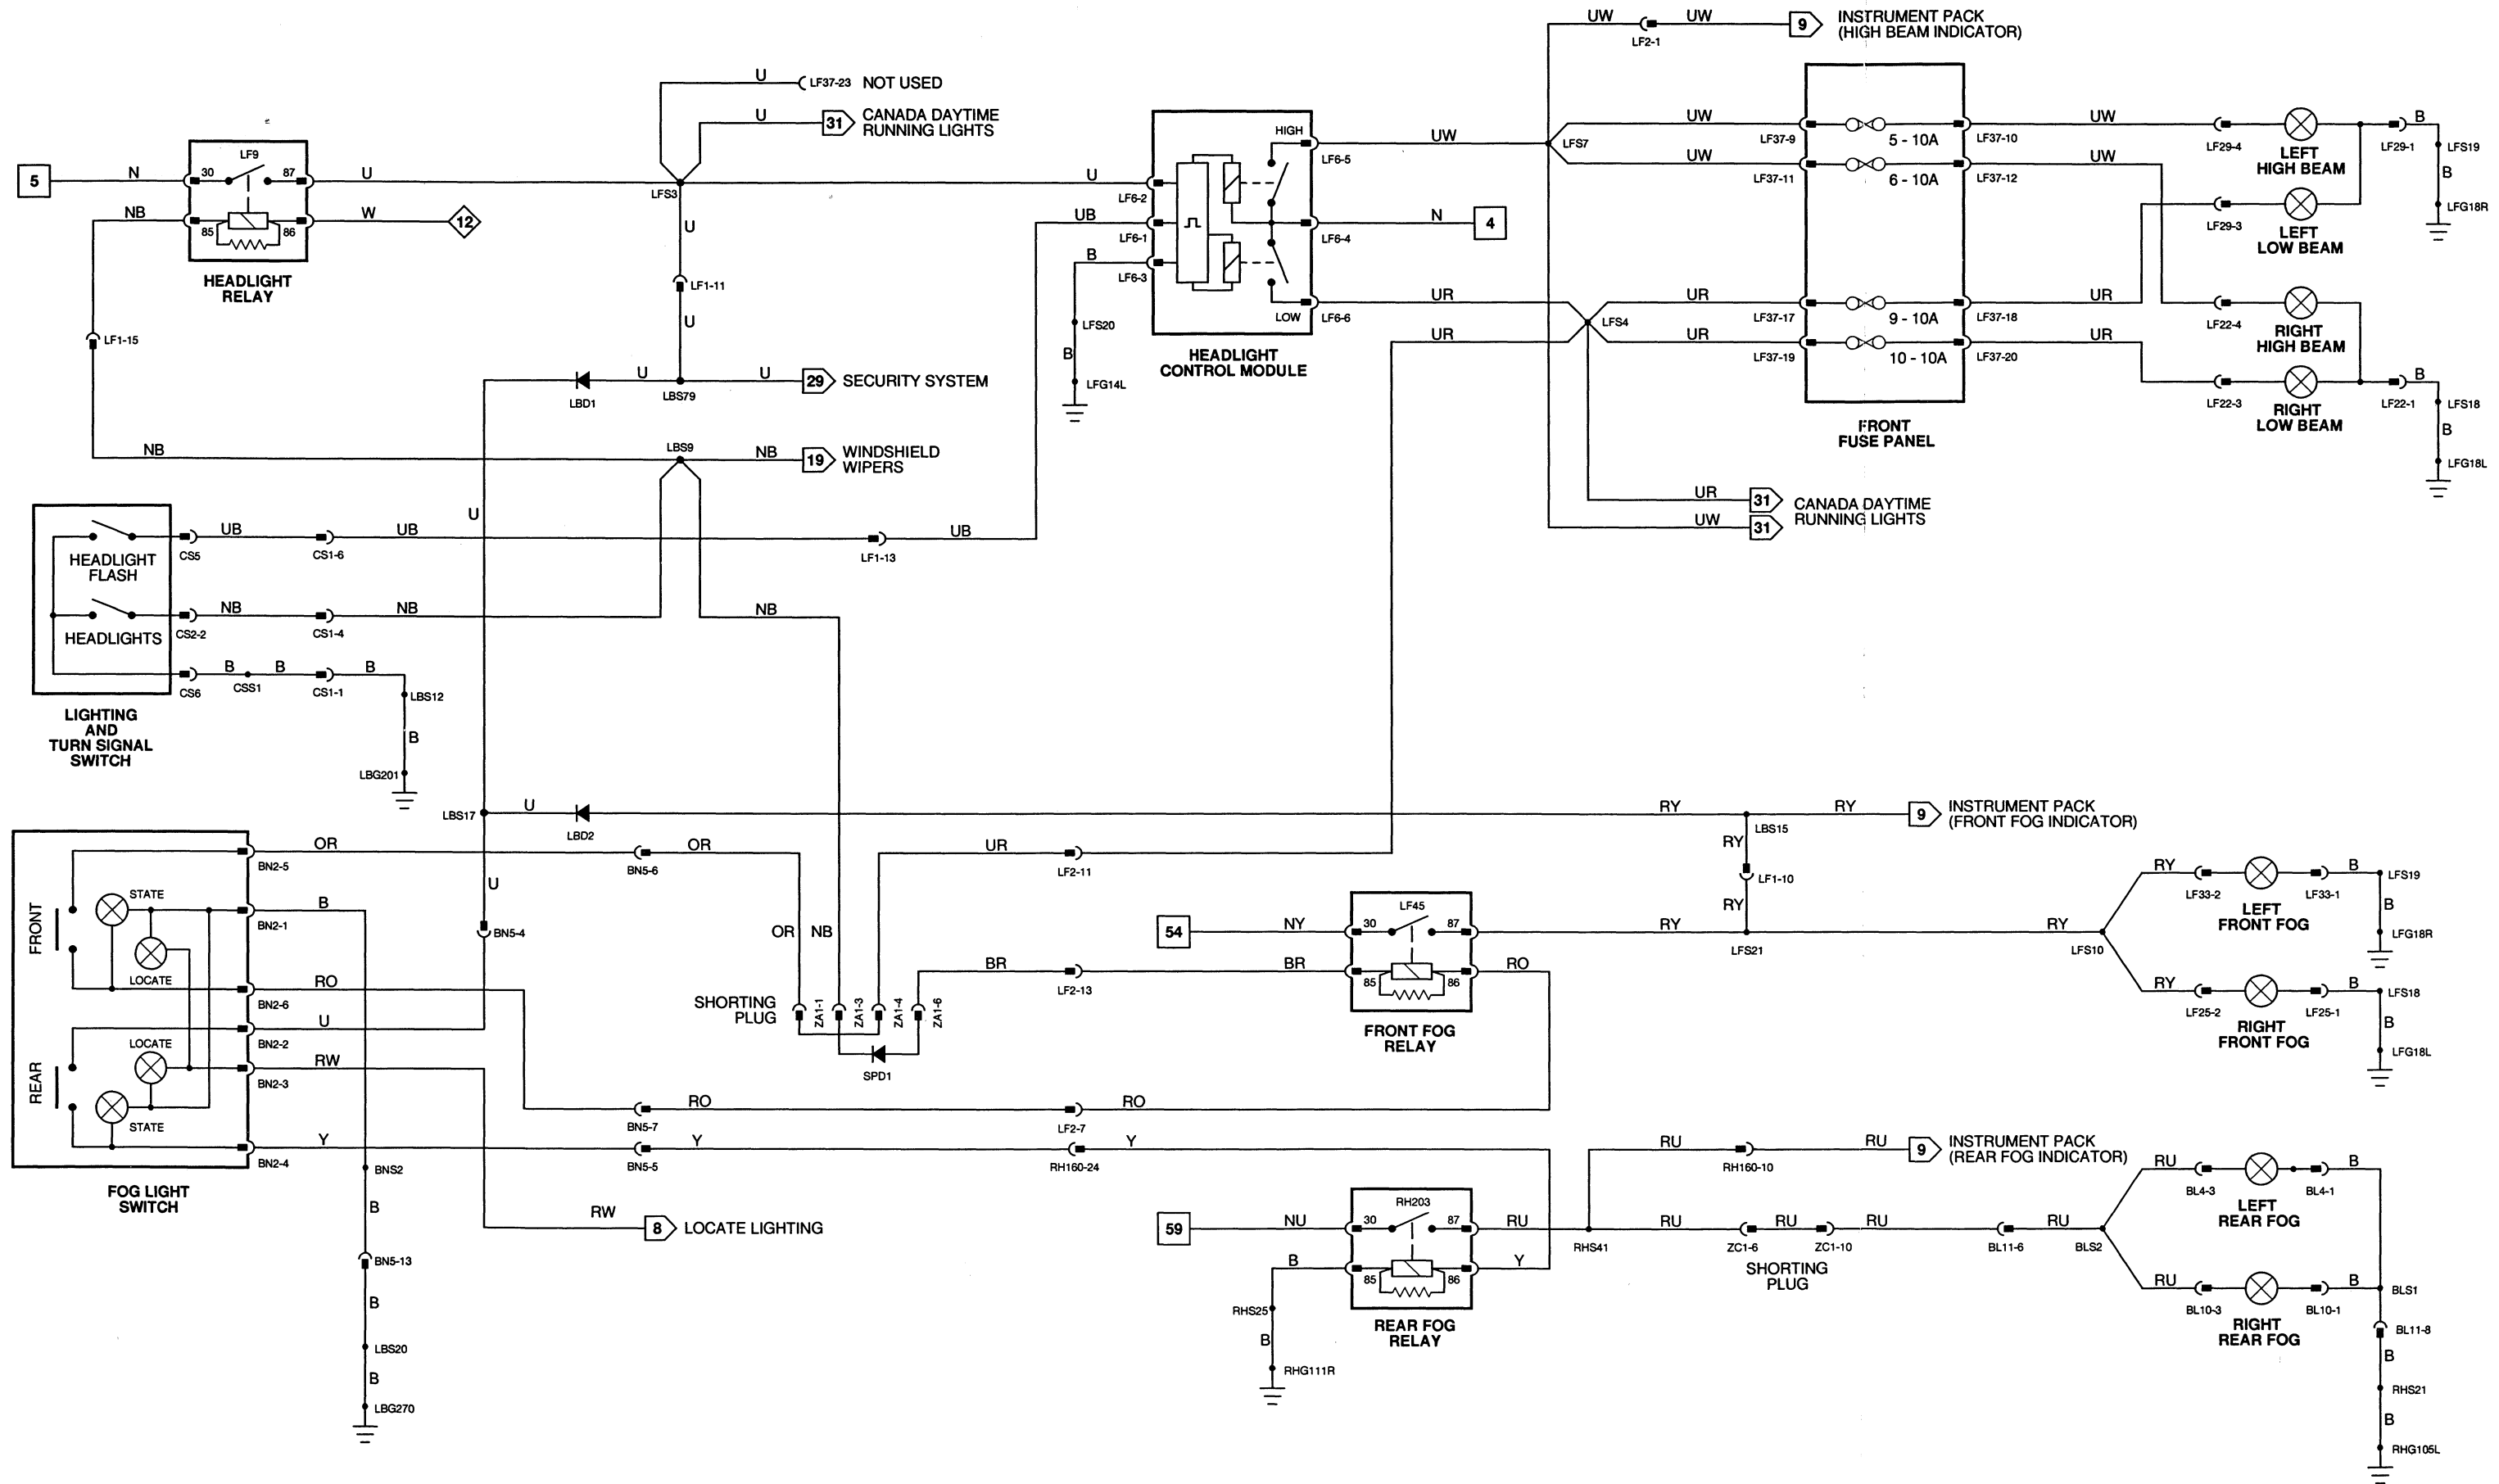 UW
UW
9
INSTRUMENT PACK
(HIGH BEAM INDICATOR)
LF2-1
U
LF37-23
NOT USED
U
31
CANADA DAYTIME
RUNNING LIGHTS
5
N
LF9
30
87
U
LFS3
NB
85
86
W
12
HEADLIGHT
RELAY
LF1-15
U
LF1-11
U
LBD1
U
LBS79
U
29
SECURITY SYSTEM
NB
LBS9
NB
19
WINDSHIELD
WIPERS
U
LF6-2
UB
LF6-1
B
LF6-3
LFS20
B
LFG14L
HIGH
LF6-5
UW
LFS7
LF6-4
N
4
LOW
LF6-6
UR
UR
LFS4
HEADLIGHT
CONTROL MODULE
UW
LF37-9
5 - 10A
LF37-10
UW
UW
LF37-11
6 - 10A
LF37-12
UW
UR
LF37-17
9 - 10A
LF37-18
UR
UR
LF37-19
10 - 10A
LF37-20
UR
FRONT
FUSE PANEL
LF29-4
LEFT
HIGH BEAM
LF29-1
B
LFS19
B
LFG18R
LF29-3
LEFT
LOW BEAM
LF22-4
RIGHT
HIGH BEAM
LF22-3
RIGHT
LOW BEAM
LF22-1
B
LFS18
B
LFG18L
UR
31
UW
31
CANADA DAYTIME
RUNNING LIGHTS
HEADLIGHT
FLASH
CS5
UB
CS1-6
UB
LF1-13
UB
HEADLIGHTS
CS2-2
NB
CS1-4
NB
NB
CS6
B
CSS1
B
CS1-1
B
LBS12
B
LBG201
LIGHTING
AND
TURN SIGNAL
SWITCH
U
LBS17
U
LBD2
RY
RY
LBS15
9
INSTRUMENT PACK
(FRONT FOG INDICATOR)
RY
LF1-10
RY
FRONT
STATE
LOCATE
REAR
LOCATE
STATE
BN2-5
OR
BN5-6
OR
BN2-1
B
BN2-6
RO
BN2-2
U
BN2-3
RW
BN2-4
Y
FOG LIGHT
SWITCH
U
BN5-4
OR
NB
UR
LF2-11
BR
LF2-13
BR
SHORTING
PLUG
ZA1-1
ZA1-3
ZA1-4
ZA1-6
SPD1
54
NY
LF45
30
87
85
86
RO
FRONT FOG
RELAY
RY
LFS21
RY
LFS10
RY
LF33-2
LEFT
FRONT FOG
LF33-1
B
LFS19
B
LFG18R
RY
LF25-2
RIGHT
FRONT FOG
LF25-1
B
LFS18
B
LFG18L
BN5-7
RO
LF2-7
RO
BN5-5
Y
RH160-24
Y
RW
8
LOCATE LIGHTING
BNS2
B
BN5-13
B
LBS20
B
LBG270
59
NU
RH203
30
87
85
86
B
RHS25
B
RHG111R
REAR FOG
RELAY
RU
Y
RHS41
RU
RH160-10
RU
9
INSTRUMENT PACK
(REAR FOG INDICATOR)
RU
ZC1-6
RU
ZC1-10
RU
SHORTING
PLUG
BL11-6
RU
BLS2
RU
BL4-3
LEFT
REAR FOG
BL4-1
B
RU
BL10-3
RIGHT
REAR FOG
BL10-1
B
BLS1
BL11-8
B
RHS21
B
RHG105L